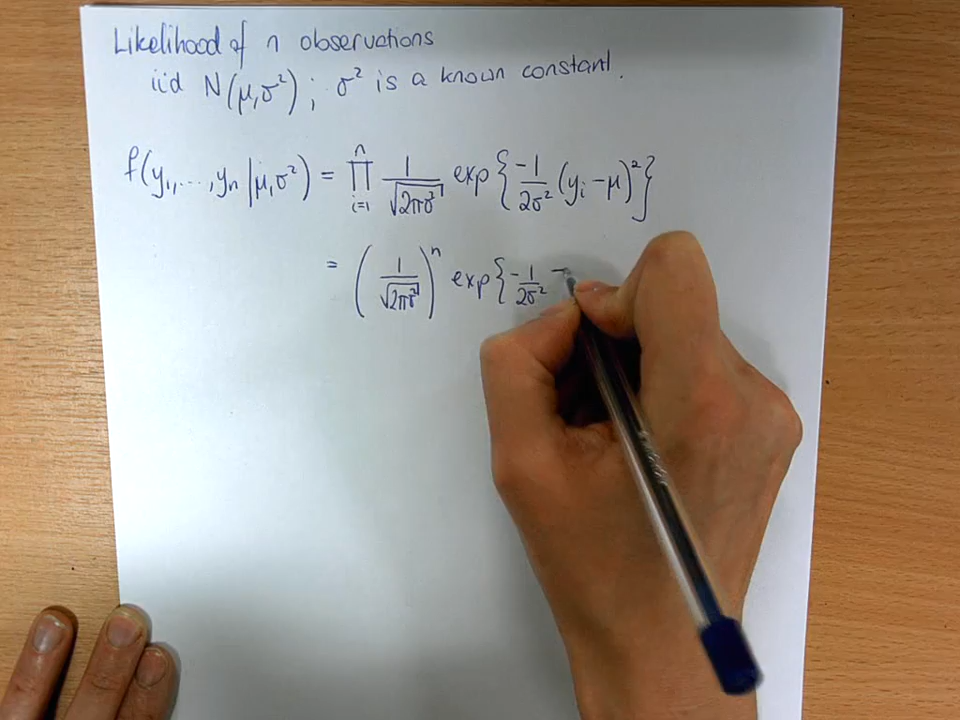 Likelihood of n observations
iid N(μ,σ²); σ² is a known constant.
f(y₁,...,yₙ|μ,σ²) = ∏ᵢ₌₁ⁿ 1/√(2πσ²) exp{-1/2σ² (yᵢ-μ)²}
= (1/√(2πσ²))ⁿ exp{-1/2σ²